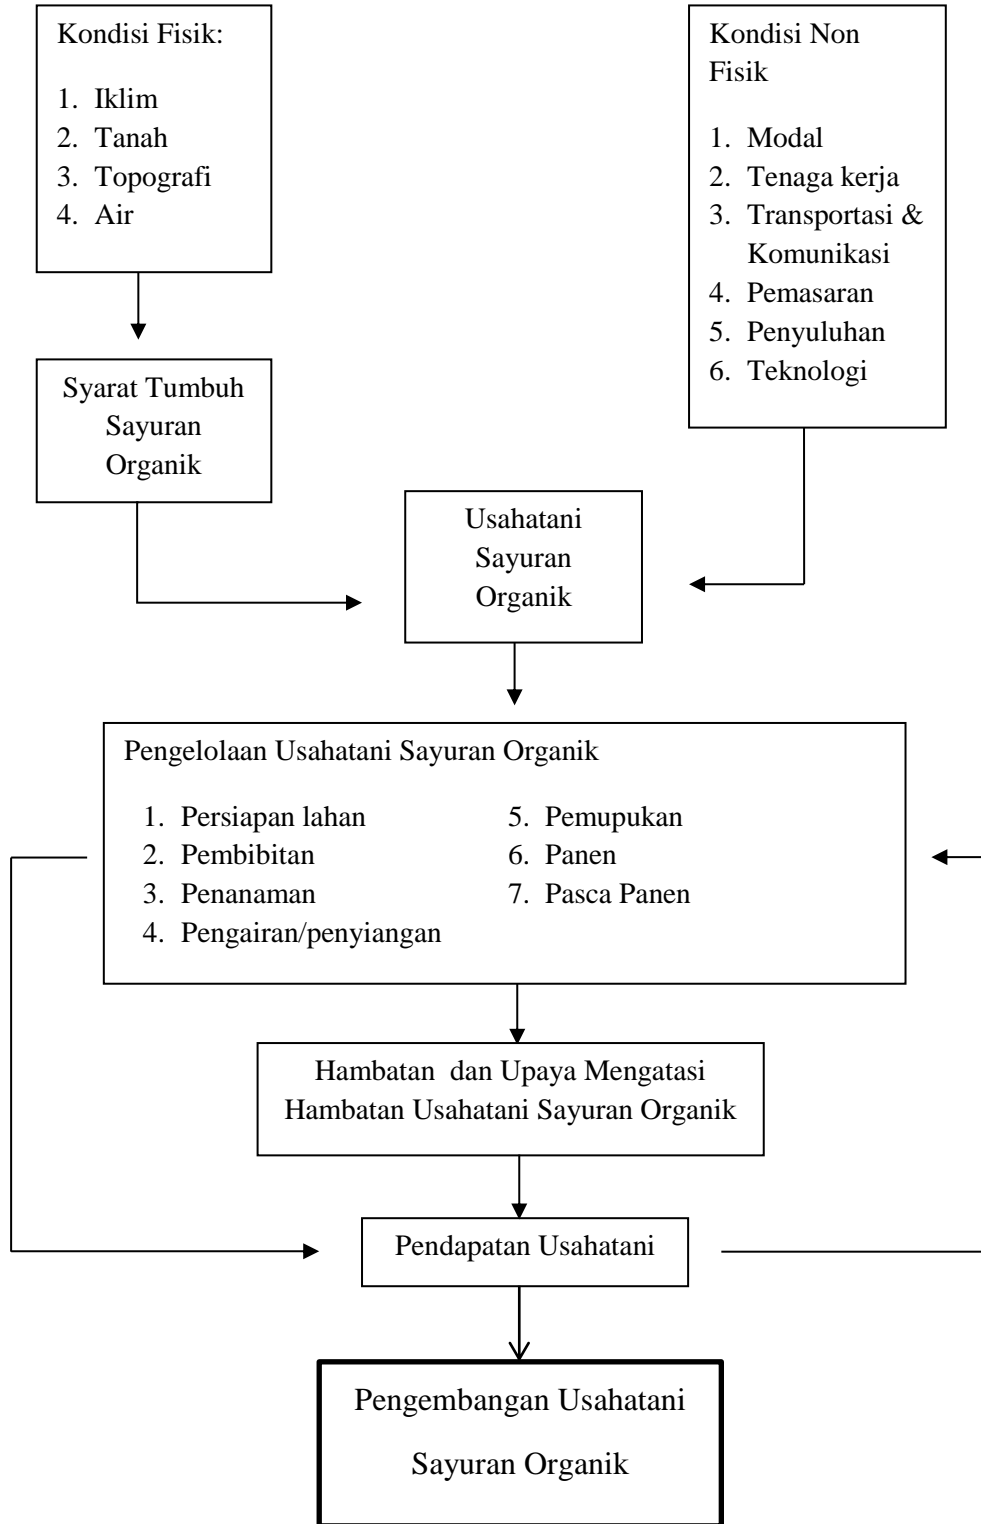 Kondisi Fisik:
1. Iklim
2. Tanah
3. Topografi
4. Air
Kondisi Non
Fisik
1. Modal
2. Tenaga kerja
3. Transportasi &
Komunikasi
4. Pemasaran
5. Penyuluhan
6. Teknologi
Syarat Tumbuh
Sayuran
Organik
Usahatani
Sayuran
Organik
Pengelolaan Usahatani Sayuran Organik
1. Persiapan lahan
2. Pembibitan
3. Penanaman
4. Pengairan/penyiangan
5. Pemupukan
6. Panen
7. Pasca Panen
Hambatan dan Upaya Mengatasi
Hambatan Usahatani Sayuran Organik
Pendapatan Usahatani
Pengembangan Usahatani
Sayuran Organik